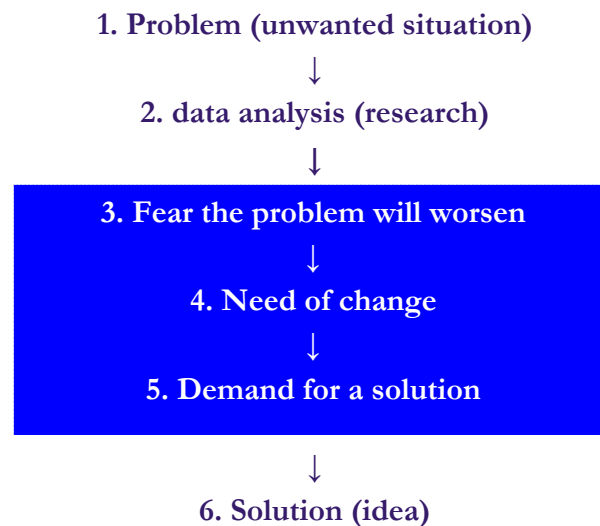 1. Problem (unwanted situation)
↓
2. data analysis (research)
↓
3. Fear the problem will worsen
↓
4. Need of change
↓
5. Demand for a solution
↓
6. Solution (idea)